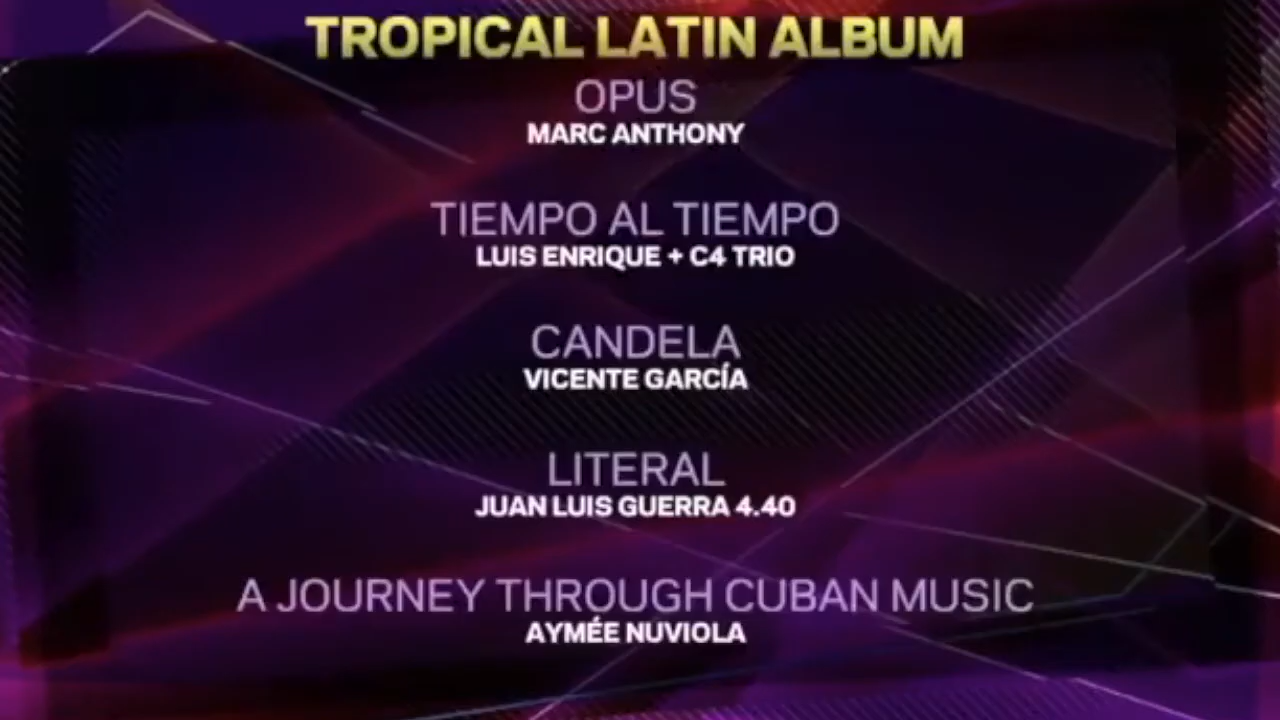 TROPICAL LATIN ALBUM
OPUS
MARC ANTHONY
TIEMPO AL TIEMPO
LUIS ENRIQUE + C4 TRIO
CANDELA
VICENTE GARCÍA
LITERAL
JUAN LUIS GUERRA 4.40
A JOURNEY THROUGH CUBAN MUSIC
AYMÉE NUVIOLA